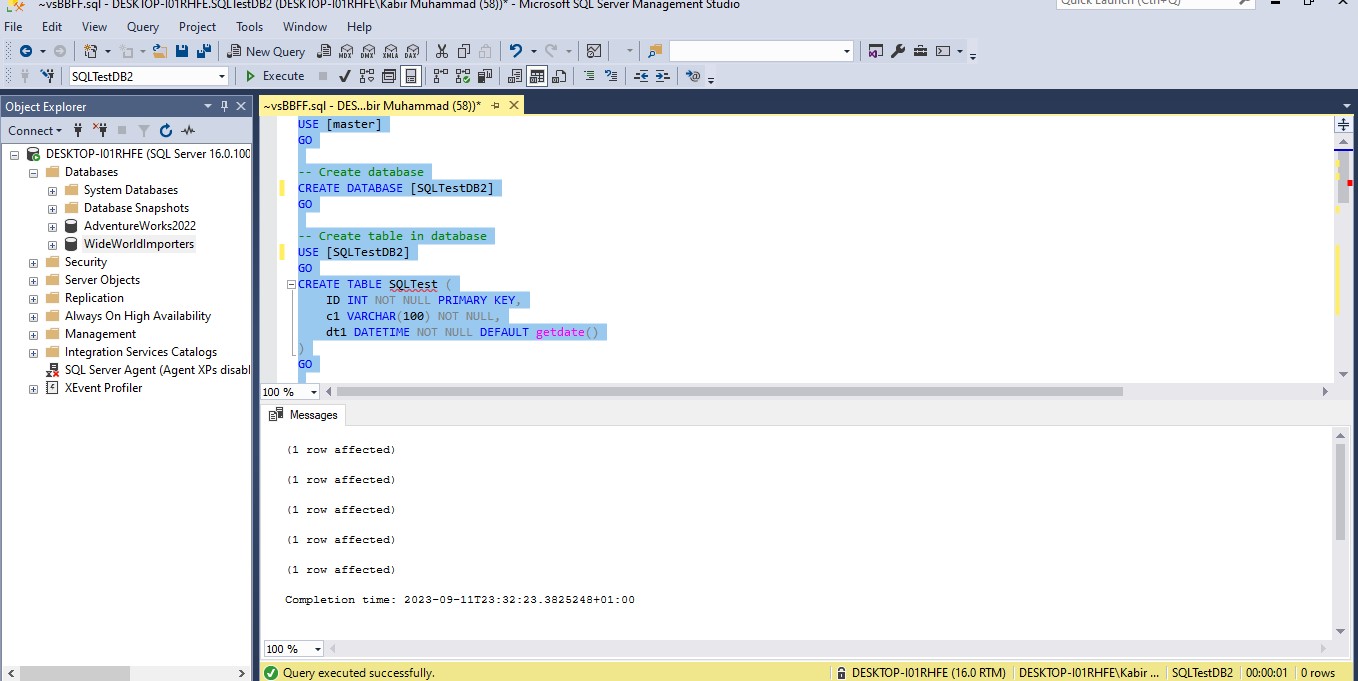 ~vsBBFF.sql - DESKTOP-I01RHFE.SQLTestDB2 (DESKTOP-I01RHFE\Kabir Muhammad (58))* - Microsoft SQL Server Management Studio
Quick Launch (Ctrl+Q)
File Edit View Query Project Tools Window Help
New Query MDX DMX XMLA DAX
SQLTestDB2 Execute
Object Explorer
~vsBBFF.sql - DES...bir Muhammad (58))*
Connect
DESKTOP-I01RHFE (SQL Server 16.0.100
Databases
System Databases
Database Snapshots
AdventureWorks2022
WideWorldImporters
Security
Server Objects
Replication
Always On High Availability
Management
Integration Services Catalogs
SQL Server Agent (Agent XPs disabl
XEvent Profiler
USE [master]
GO
-- Create database
CREATE DATABASE [SQLTestDB2]
GO
-- Create table in database
USE [SQLTestDB2]
GO
CREATE TABLE SQLTest (
ID INT NOT NULL PRIMARY KEY,
c1 VARCHAR(100) NOT NULL,
dt1 DATETIME NOT NULL DEFAULT getdate()
)
GO
100 %
Messages
(1 row affected)
(1 row affected)
(1 row affected)
(1 row affected)
(1 row affected)
Completion time: 2023-09-11T23:32:23.3825248+01:00
100 %
Query executed successfully.
DESKTOP-I01RHFE (16.0 RTM) DESKTOP-I01RHFE\Kabir ... SQLTestDB2 00:00:01 0 rows